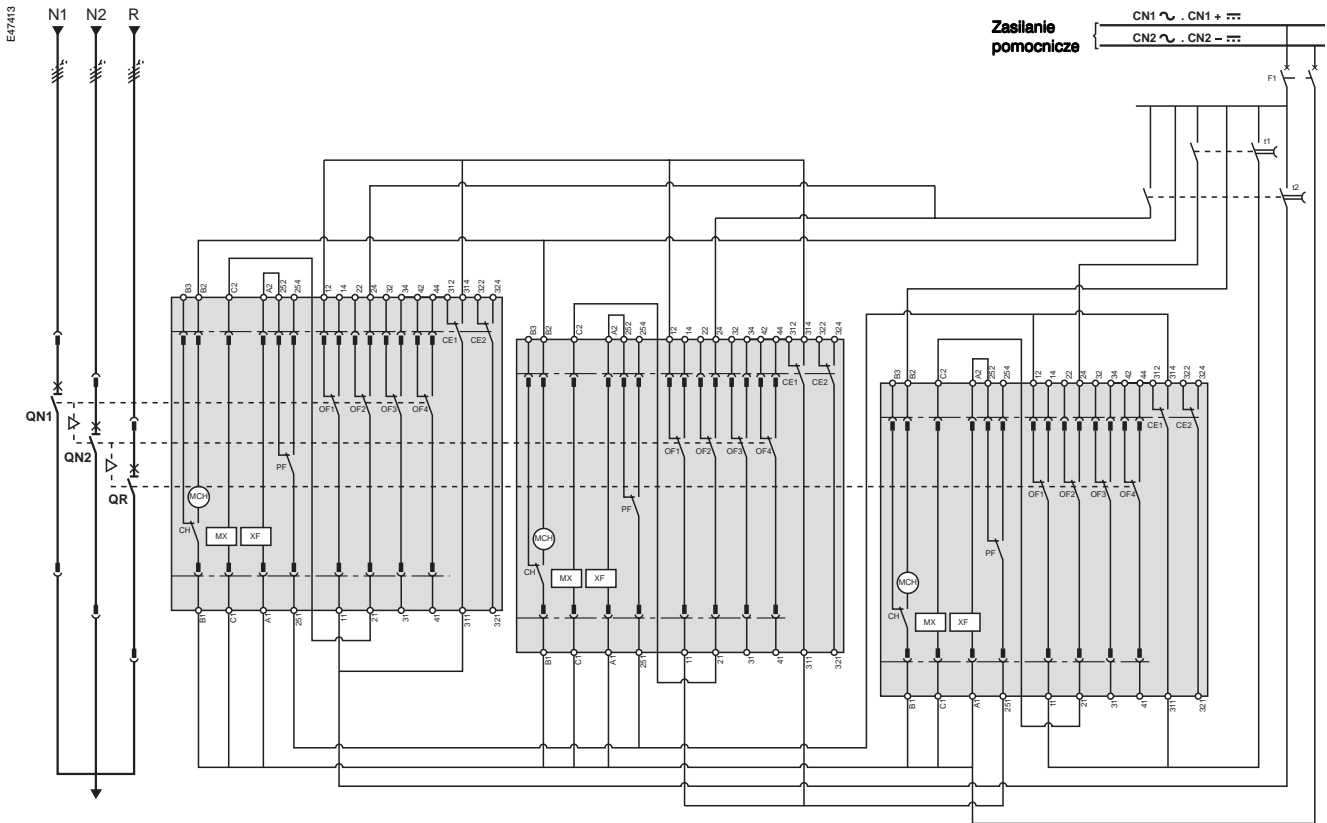 E47413
N1 N2 R
Zasilanie
pomocnicze
CN1 ∿ . CN1 + ⎓
CN2 ∿ . CN2 – ⎓
F1
t1
t2
B3 B2 C2 A2 252 254 12 14 22 24 32 34 42 44 312 314 322 324
CE1 CE2
OF1 OF2 OF3 OF4
PF
MCH
CH MX XF
B1 C1 A1 251 11 21 31 41 311 321
B3 B2 C2 A2 252 254 12 14 22 24 32 34 42 44 312 314 322 324
CE1 CE2
OF1 OF2 OF3 OF4
PF
MCH
CH MX XF
B1 C1 A1 251 11 21 31 41 311 321
B3 B2 C2 A2 252 254 12 14 22 24 32 34 42 44 312 314 322 324
CE1 CE2
OF1 OF2 OF3 OF4
PF
MCH
CH MX XF
B1 C1 A1 251 11 21 31 41 311 321
QN1
QN2
QR